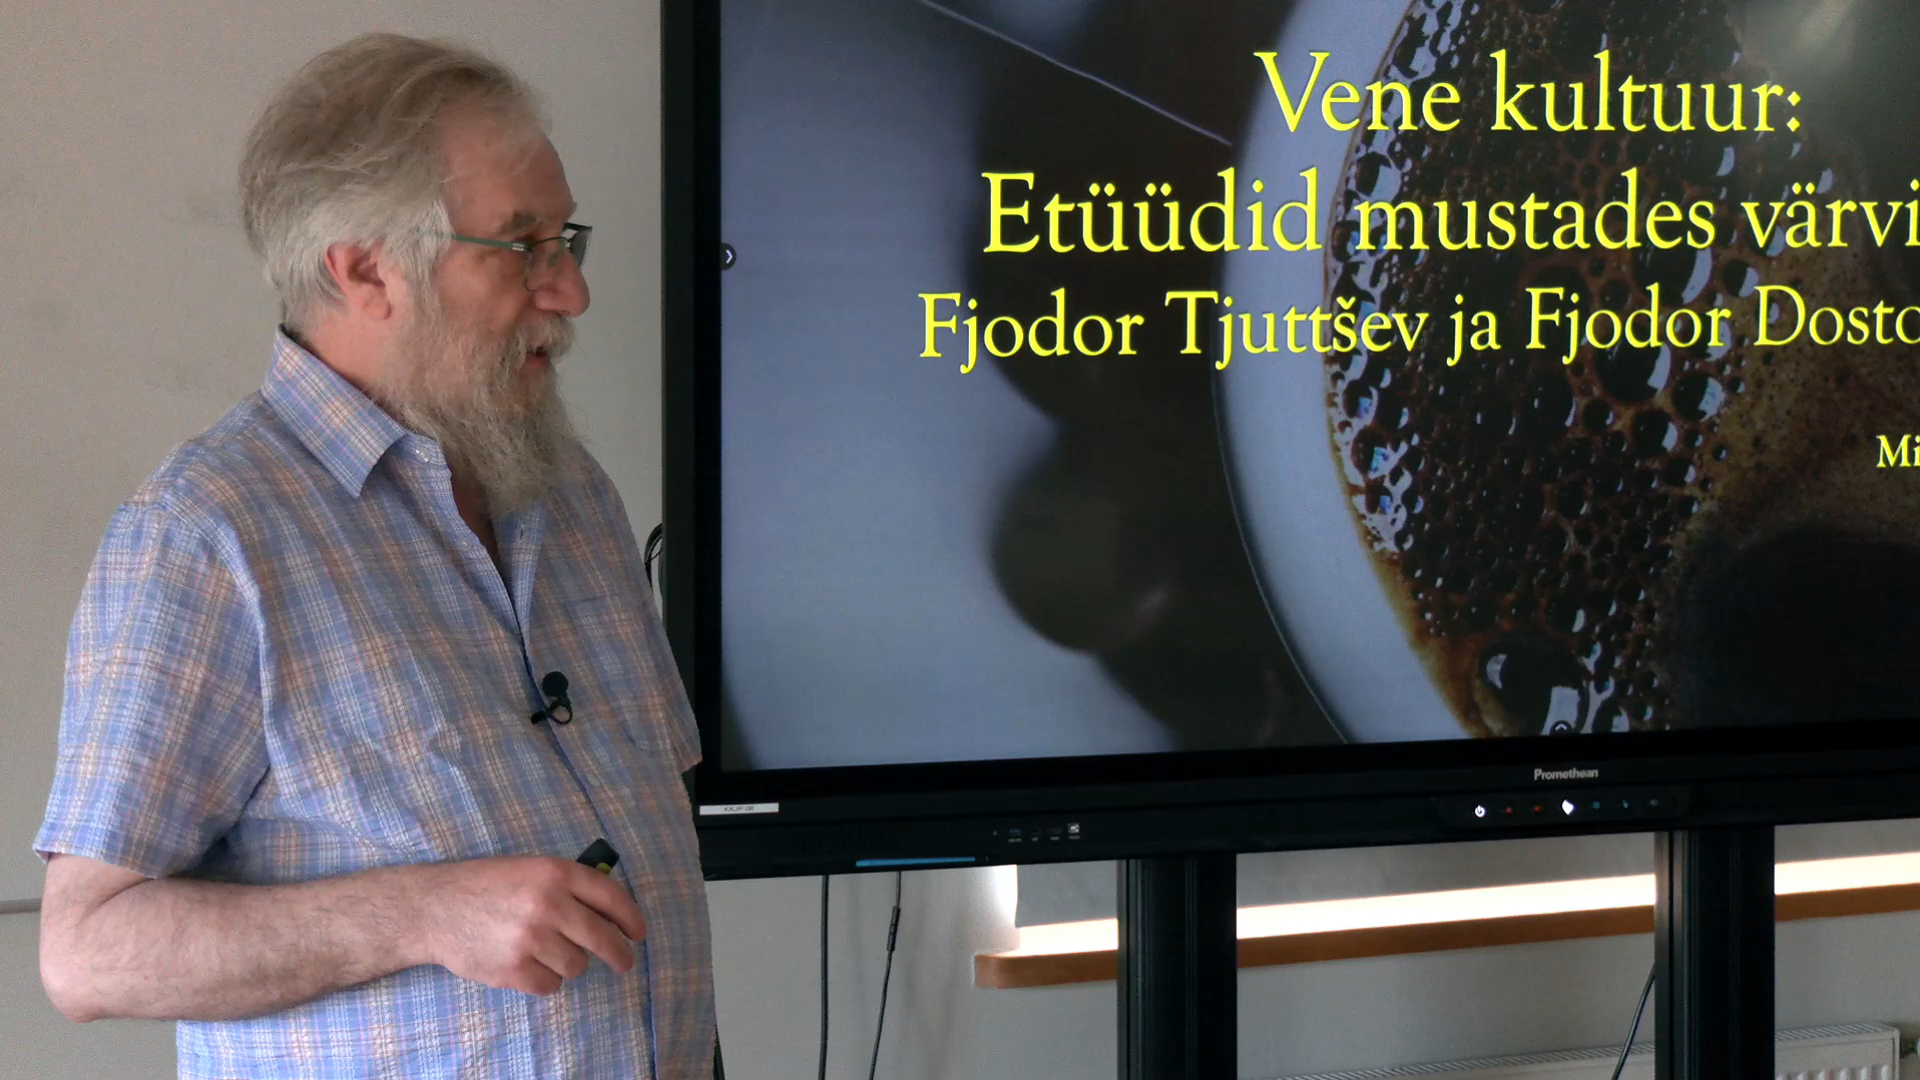 Vene kultuur:
Etüüdid mustades värvi
Fjodor Tjuttšev ja Fjodor Dosto
Mi
Promethean